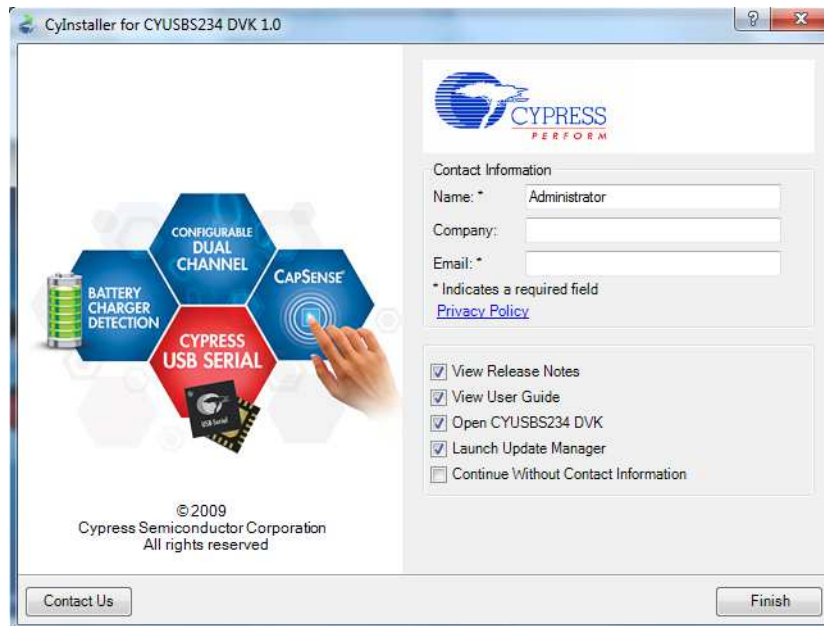 CyInstaller for CYUSBS234 DVK 1.0
CYPRESS
PERFORM
CONFIGURABLE
DUAL
CHANNEL
CAPSENSE®
BATTERY
CHARGER
DETECTION
CYPRESS
USB SERIAL
USB Serial
© 2009
Cypress Semiconductor Corporation
All rights reserved
Contact Information
Name: * Administrator
Company:
Email: *
* Indicates a required field
Privacy Policy
View Release Notes
View User Guide
Open CYUSBS234 DVK
Launch Update Manager
Continue Without Contact Information
Contact Us
Finish